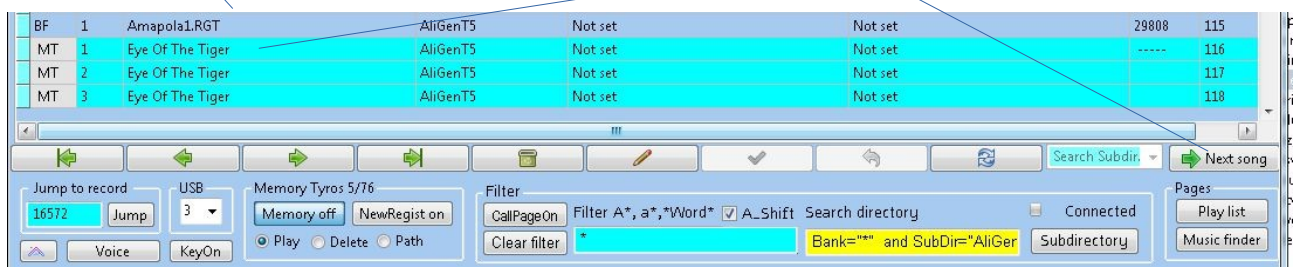 BF 1 Amapola1.RGT AliGenT5 Not set Not set 29808 115
MT 1 Eye Of The Tiger AliGenT5 Not set Not set ----- 116
MT 2 Eye Of The Tiger AliGenT5 Not set Not set 117
MT 3 Eye Of The Tiger AliGenT5 Not set Not set 118
Search Subdir. Next song
Jump to record USB Memory Tyros 5/76 Filter Pages
16572 Jump 3 Memory off NewRegist on CallPageOn Filter A*, a*,*Word* A_Shift Search directory Connected Play list
Voice KeyOn Play Delete Path Clear filter * Bank="*" and SubDir="AliGer Subdirectory Music finder